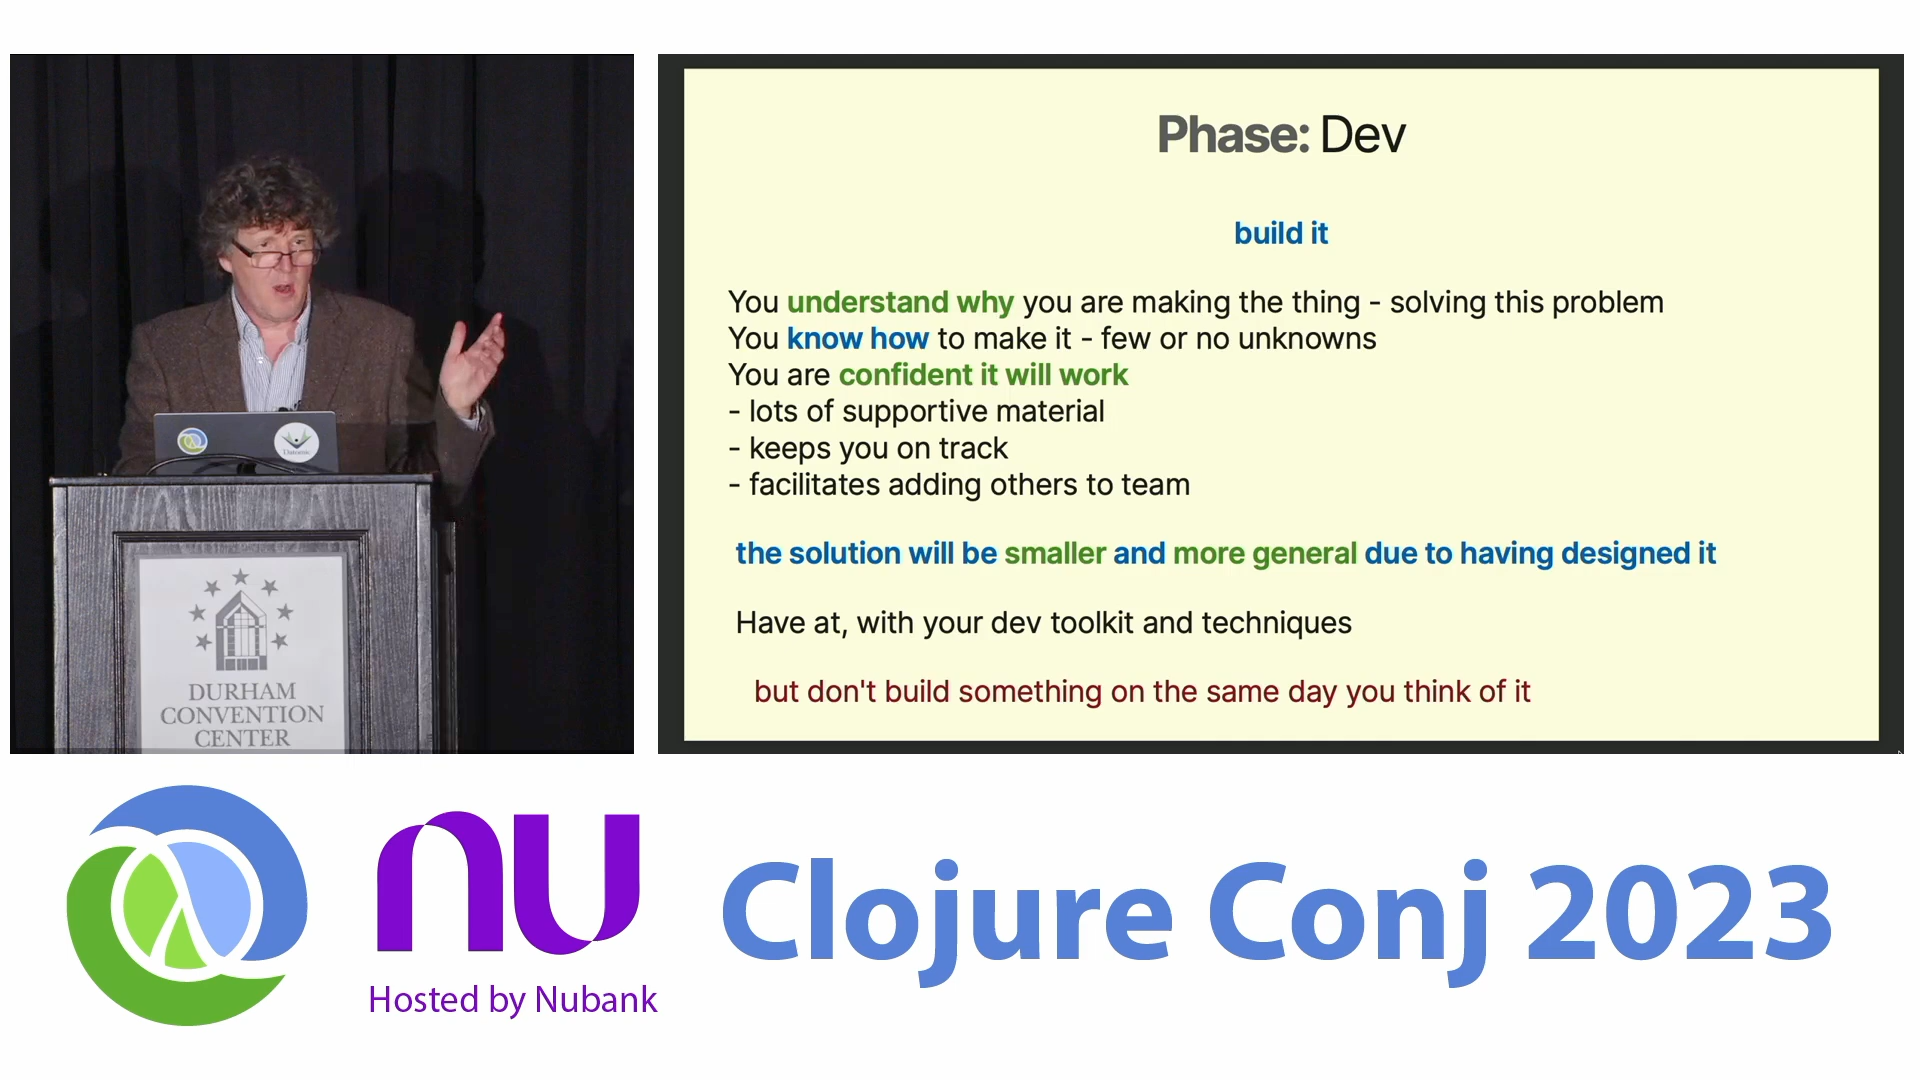 Phase: Dev
build it
You understand why you are making the thing - solving this problem
You know how to make it - few or no unknowns
You are confident it will work
- lots of supportive material
- keeps you on track
- facilitates adding others to team
the solution will be smaller and more general due to having designed it
Have at, with your dev toolkit and techniques
but don't build something on the same day you think of it
Datomic
DURHAM
CONVENTION
CENTER
nu
Hosted by Nubank
Clojure Conj 2023